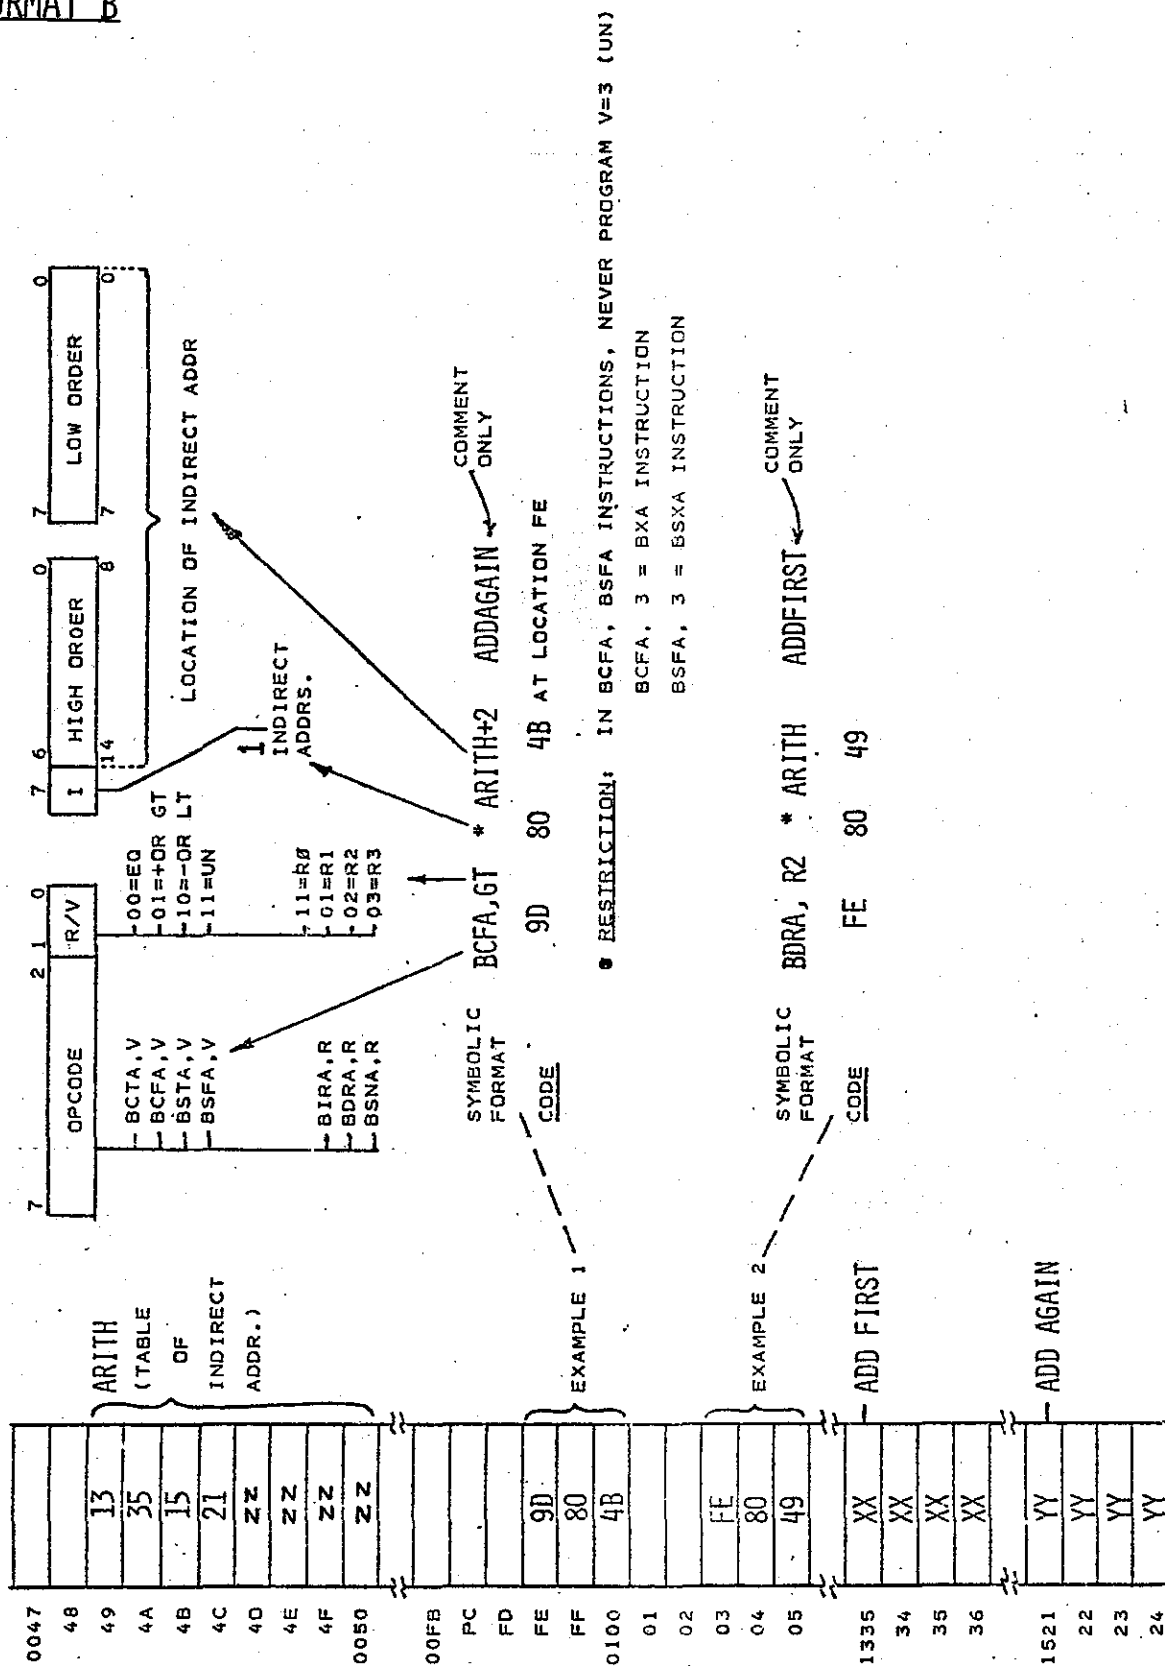 FORMAT B
7 2 1 0 7 6 0 7 0
OPCODE R/V I HIGH ORDER LOW ORDER
14 8 7 0
LOCATION OF INDIRECT ADDR
BCTA,V
BCFA,V
BSTA,V
BSFA,V
BIRA,R
BDRA,R
BSNA,R
00=EQ
01=+OR GT
10=-OR LT
11=UN
11=RØ
01=R1
02=R2
03=R3
1
INDIRECT
ADDRS.
SYMBOLIC
FORMAT
BCFA,GT * ARITH+2 ADDAGAIN
COMMENT
ONLY
CODE
9D 80 4B AT LOCATION FE
* RESTRICTION: IN BCFA, BSFA INSTRUCTIONS, NEVER PROGRAM V=3 (UN)
BCFA, 3 = BXA INSTRUCTION
BSFA, 3 = BSXA INSTRUCTION
SYMBOLIC
FORMAT
BDRA, R2 * ARITH ADDFIRST
COMMENT
ONLY
CODE
FE 80 49
0047
48
49 13
4A 35
4B 15
4C 21
4D ZZ
4E ZZ
4F ZZ
0050 ZZ
ARITH
(TABLE
OF
INDIRECT
ADDR.)
00FB
PC
FD
FE 9D
FF 80
0100 4B
EXAMPLE 1
01
02
03 FE
04 80
05 49
EXAMPLE 2
1335 XX
34 XX
35 XX
36 XX
ADD FIRST
1521 YY
22 YY
23 YY
24 YY
ADD AGAIN